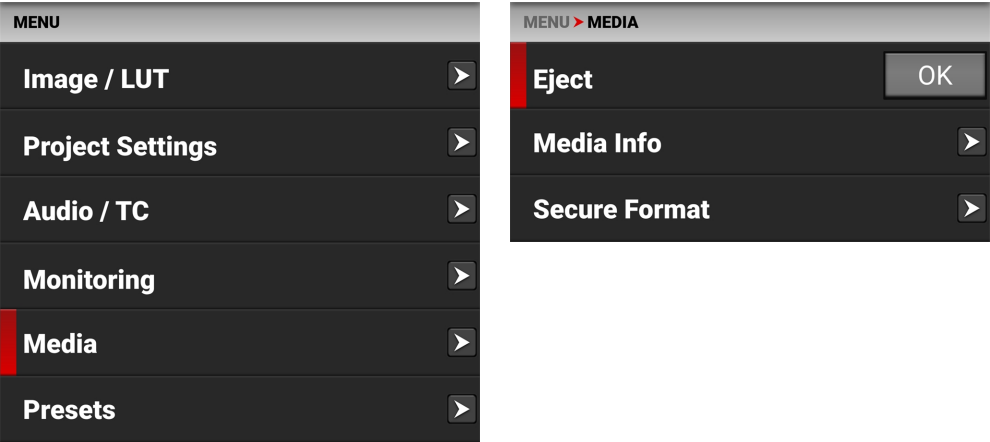 MENU
Image / LUT
Project Settings
Audio / TC
Monitoring
Media
Presets
MENU > MEDIA
Eject OK
Media Info
Secure Format